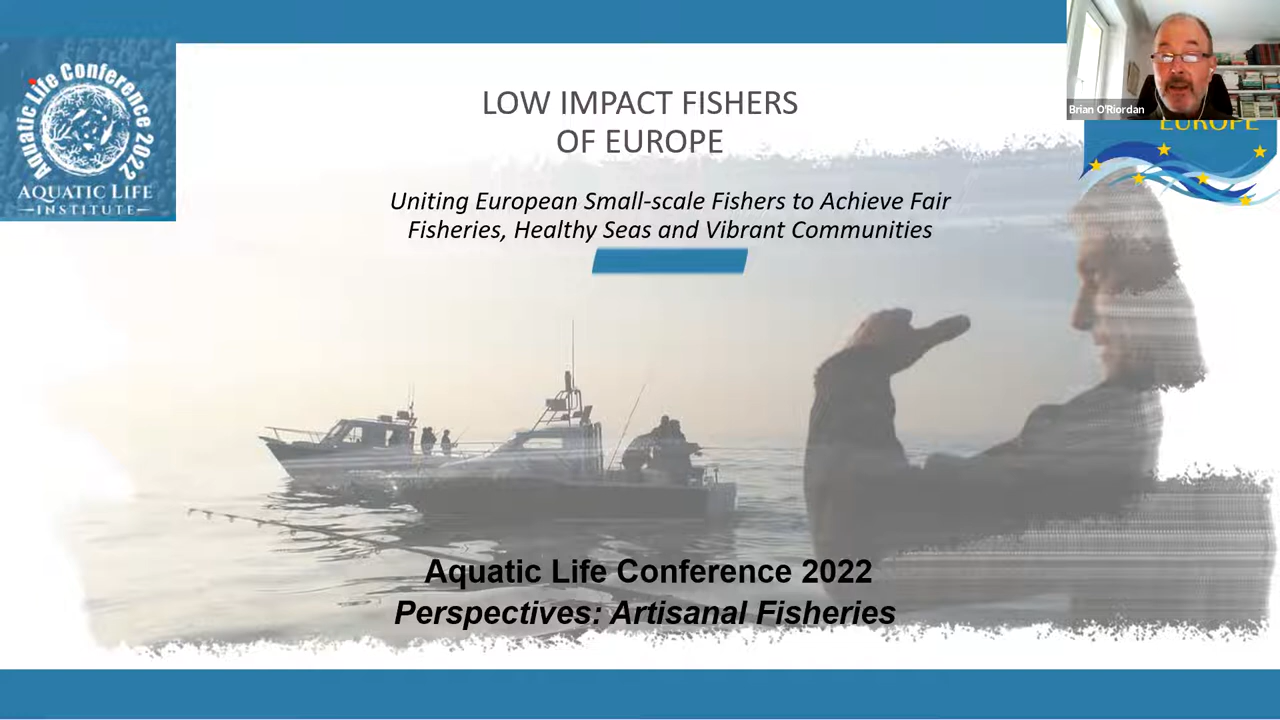 Aquatic Life Conference 2022
AQUATIC LIFE
INSTITUTE
LOW IMPACT FISHERS
OF EUROPE
Brian O'Riordan
EUROPE
Uniting European Small-scale Fishers to Achieve Fair
Fisheries, Healthy Seas and Vibrant Communities
Aquatic Life Conference 2022
Perspectives: Artisanal Fisheries